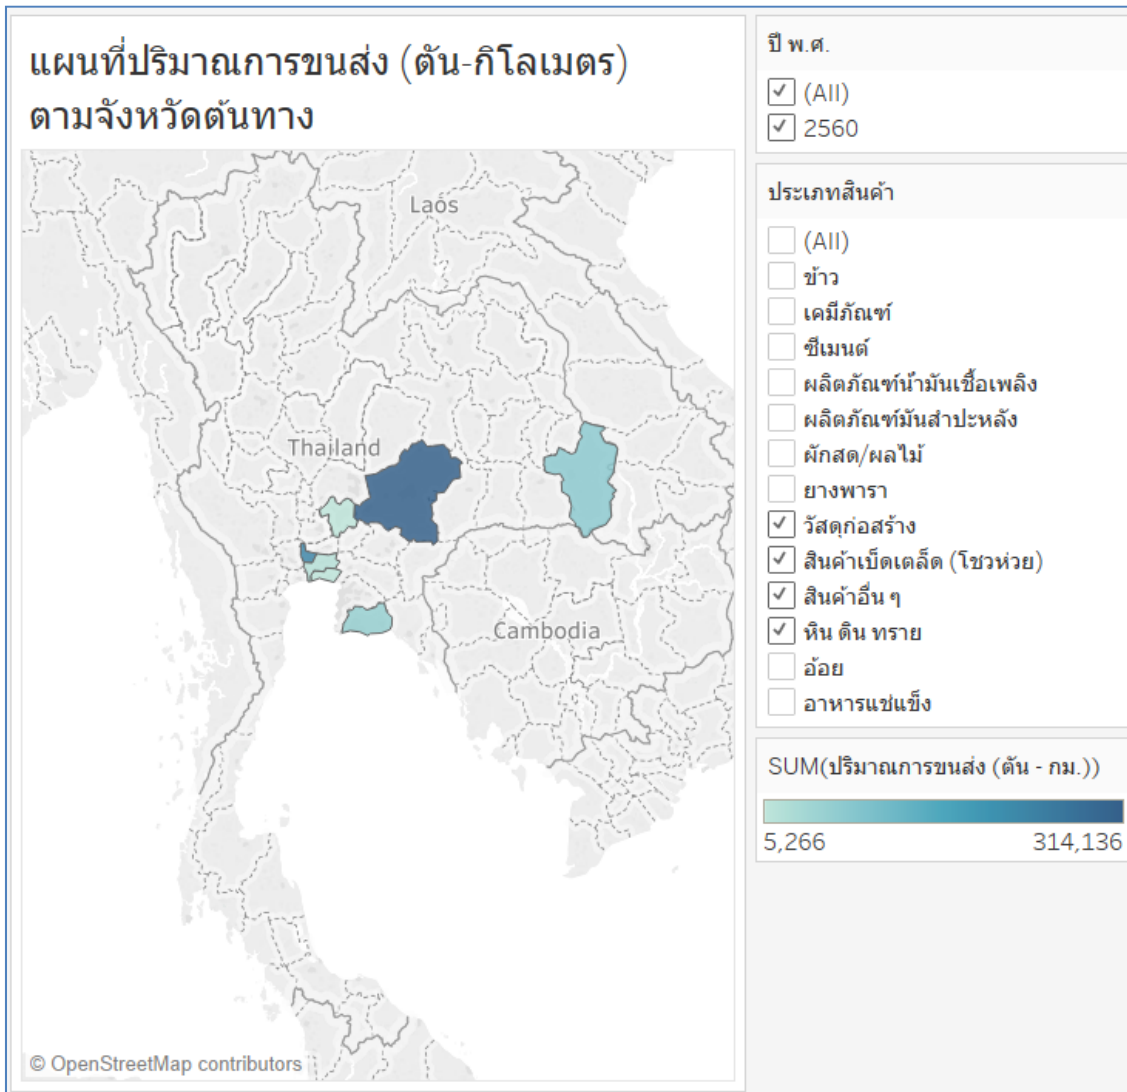 แผนที่ปริมาณการขนส่ง (ตัน-กิโลเมตร)
ตามจังหวัดต้นทาง
Laos
Thailand
Cambodia
© OpenStreetMap contributors
ปี พ.ศ.
(All)
2560
ประเภทสินค้า
(All)
ข้าว
เคมีภัณฑ์
ซีเมนต์
ผลิตภัณฑ์น้ำมันเชื้อเพลิง
ผลิตภัณฑ์มันสำปะหลัง
ผักสด/ผลไม้
ยางพารา
วัสดุก่อสร้าง
สินค้าเบ็ดเตล็ด (โชวห่วย)
สินค้าอื่น ๆ
หิน ดิน ทราย
อ้อย
อาหารแช่แข็ง
SUM(ปริมาณการขนส่ง (ตัน - กม.))
5,266 314,136